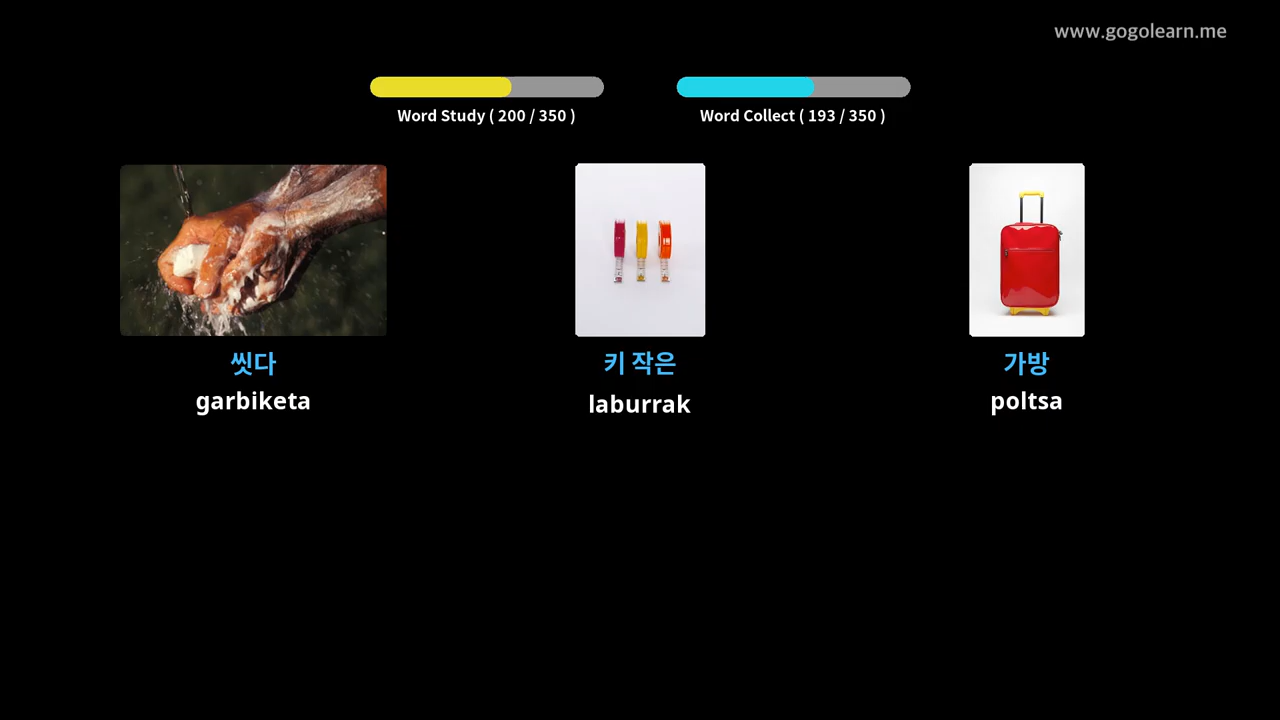 www.gogolearn.me
Word Study ( 200 / 350 )
Word Collect ( 193 / 350 )
씻다
garbiketa
키 작은
laburrak
가방
poltsa